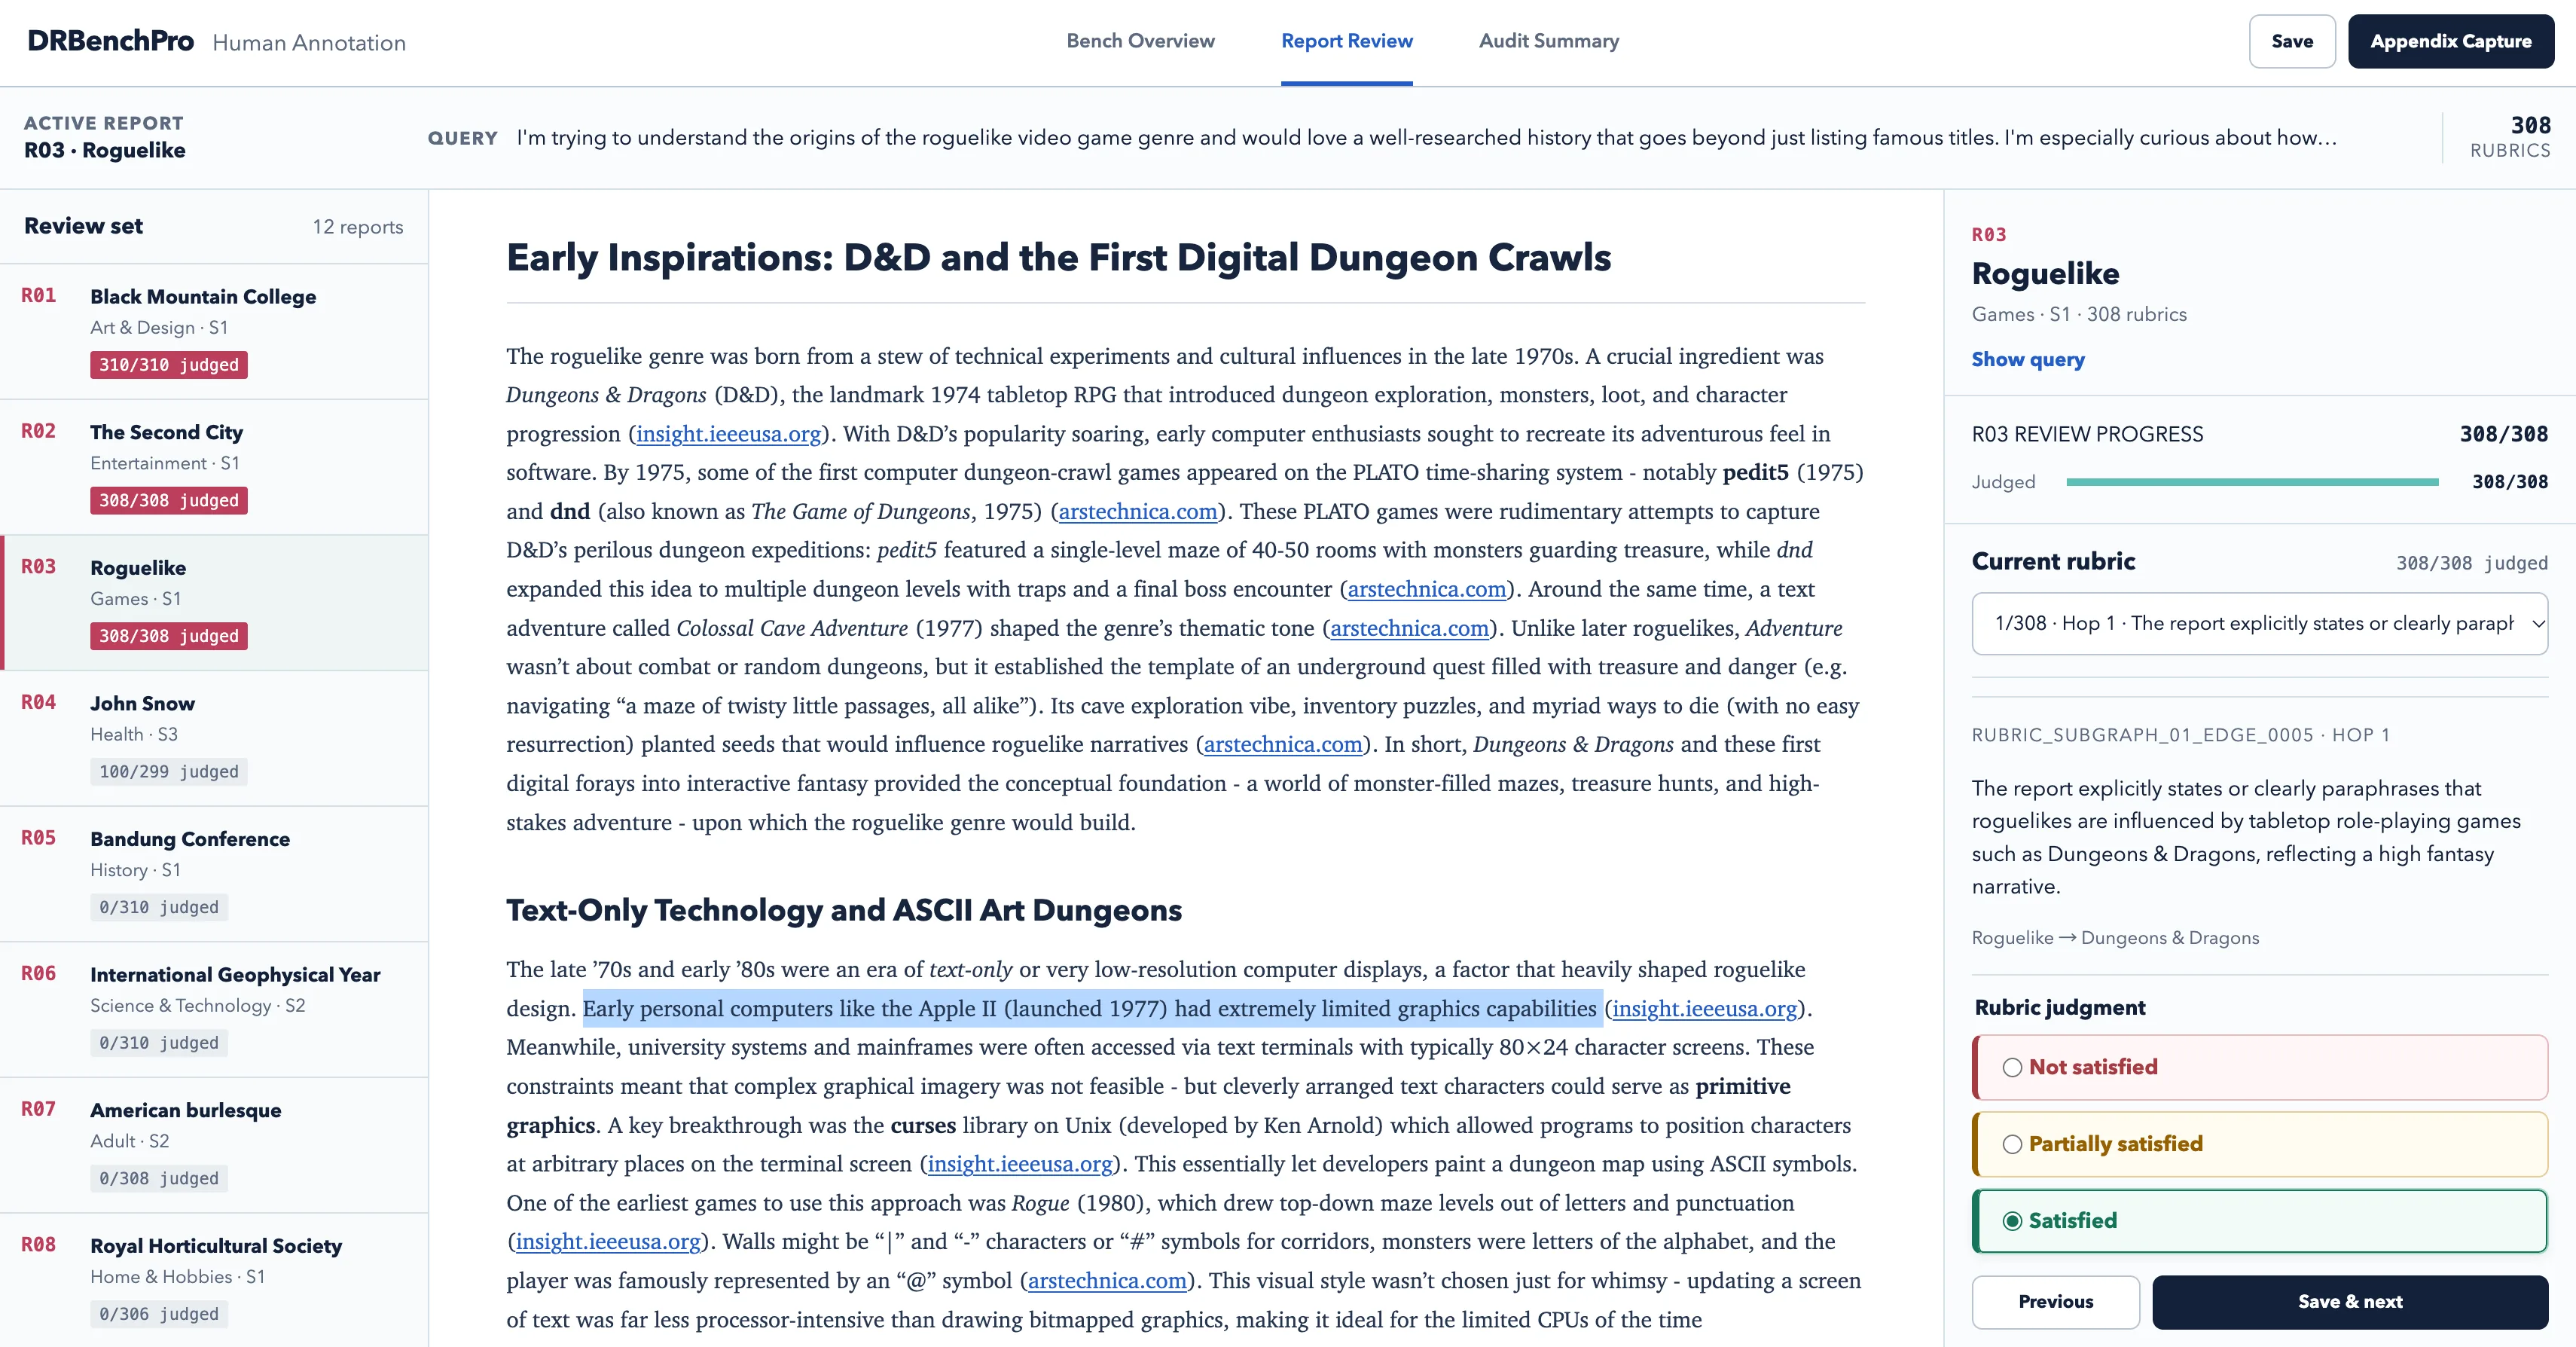 DRBenchPro Human Annotation
Bench Overview
Report Review
Audit Summary
Save
Appendix Capture
ACTIVE REPORT
R03 · Roguelike
QUERY I'm trying to understand the origins of the roguelike video game genre and would love a well-researched history that goes beyond just listing famous titles. I'm especially curious about how…
308
RUBRICS
Review set 12 reports
R01 Black Mountain College
Art & Design · S1
310/310 judged
R02 The Second City
Entertainment · S1
308/308 judged
R03 Roguelike
Games · S1
308/308 judged
R04 John Snow
Health · S3
100/299 judged
R05 Bandung Conference
History · S1
0/310 judged
R06 International Geophysical Year
Science & Technology · S2
0/310 judged
R07 American burlesque
Adult · S2
0/308 judged
R08 Royal Horticultural Society
Home & Hobbies · S1
0/306 judged
Early Inspirations: D&D and the First Digital Dungeon Crawls
The roguelike genre was born from a stew of technical experiments and cultural influences in the late 1970s. A crucial ingredient was
Dungeons & Dragons (D&D), the landmark 1974 tabletop RPG that introduced dungeon exploration, monsters, loot, and character
progression (insight.ieeeusa.org). With D&D’s popularity soaring, early computer enthusiasts sought to recreate its adventurous feel in
software. By 1975, some of the first computer dungeon-crawl games appeared on the PLATO time-sharing system - notably pedit5 (1975)
and dnd (also known as The Game of Dungeons, 1975) (arstechnica.com). These PLATO games were rudimentary attempts to capture
D&D’s perilous dungeon expeditions: pedit5 featured a single-level maze of 40-50 rooms with monsters guarding treasure, while dnd
expanded this idea to multiple dungeon levels with traps and a final boss encounter (arstechnica.com). Around the same time, a text
adventure called Colossal Cave Adventure (1977) shaped the genre’s thematic tone (arstechnica.com). Unlike later roguelikes, Adventure
wasn’t about combat or random dungeons, but it established the template of an underground quest filled with treasure and danger (e.g.
navigating “a maze of twisty little passages, all alike”). Its cave exploration vibe, inventory puzzles, and myriad ways to die (with no easy
resurrection) planted seeds that would influence roguelike narratives (arstechnica.com). In short, Dungeons & Dragons and these first
digital forays into interactive fantasy provided the conceptual foundation - a world of monster-filled mazes, treasure hunts, and high-
stakes adventure - upon which the roguelike genre would build.
Text-Only Technology and ASCII Art Dungeons
The late ’70s and early ’80s were an era of text-only or very low-resolution computer displays, a factor that heavily shaped roguelike
design. Early personal computers like the Apple II (launched 1977) had extremely limited graphics capabilities (insight.ieeeusa.org).
Meanwhile, university systems and mainframes were often accessed via text terminals with typically 80×24 character screens. These
constraints meant that complex graphical imagery was not feasible - but cleverly arranged text characters could serve as primitive
graphics. A key breakthrough was the curses library on Unix (developed by Ken Arnold) which allowed programs to position characters
at arbitrary places on the terminal screen (insight.ieeeusa.org). This essentially let developers paint a dungeon map using ASCII symbols.
One of the earliest games to use this approach was Rogue (1980), which drew top-down maze levels out of letters and punctuation
(insight.ieeeusa.org). Walls might be “|” and “-” characters or “#” symbols for corridors, monsters were letters of the alphabet, and the
player was famously represented by an “@” symbol (arstechnica.com). This visual style wasn’t chosen just for whimsy - updating a screen
of text was far less processor-intensive than drawing bitmapped graphics, making it ideal for the limited CPUs of the time
R03
Roguelike
Games · S1 · 308 rubrics
Show query
R03 REVIEW PROGRESS 308/308
Judged 308/308
Current rubric 308/308 judged
1/308 · Hop 1 · The report explicitly states or clearly paraph
RUBRIC_SUBGRAPH_01_EDGE_0005 · HOP 1
The report explicitly states or clearly paraphrases that
roguelikes are influenced by tabletop role-playing games
such as Dungeons & Dragons, reflecting a high fantasy
narrative.
Roguelike → Dungeons & Dragons
Rubric judgment
Not satisfied
Partially satisfied
Satisfied
Previous
Save & next